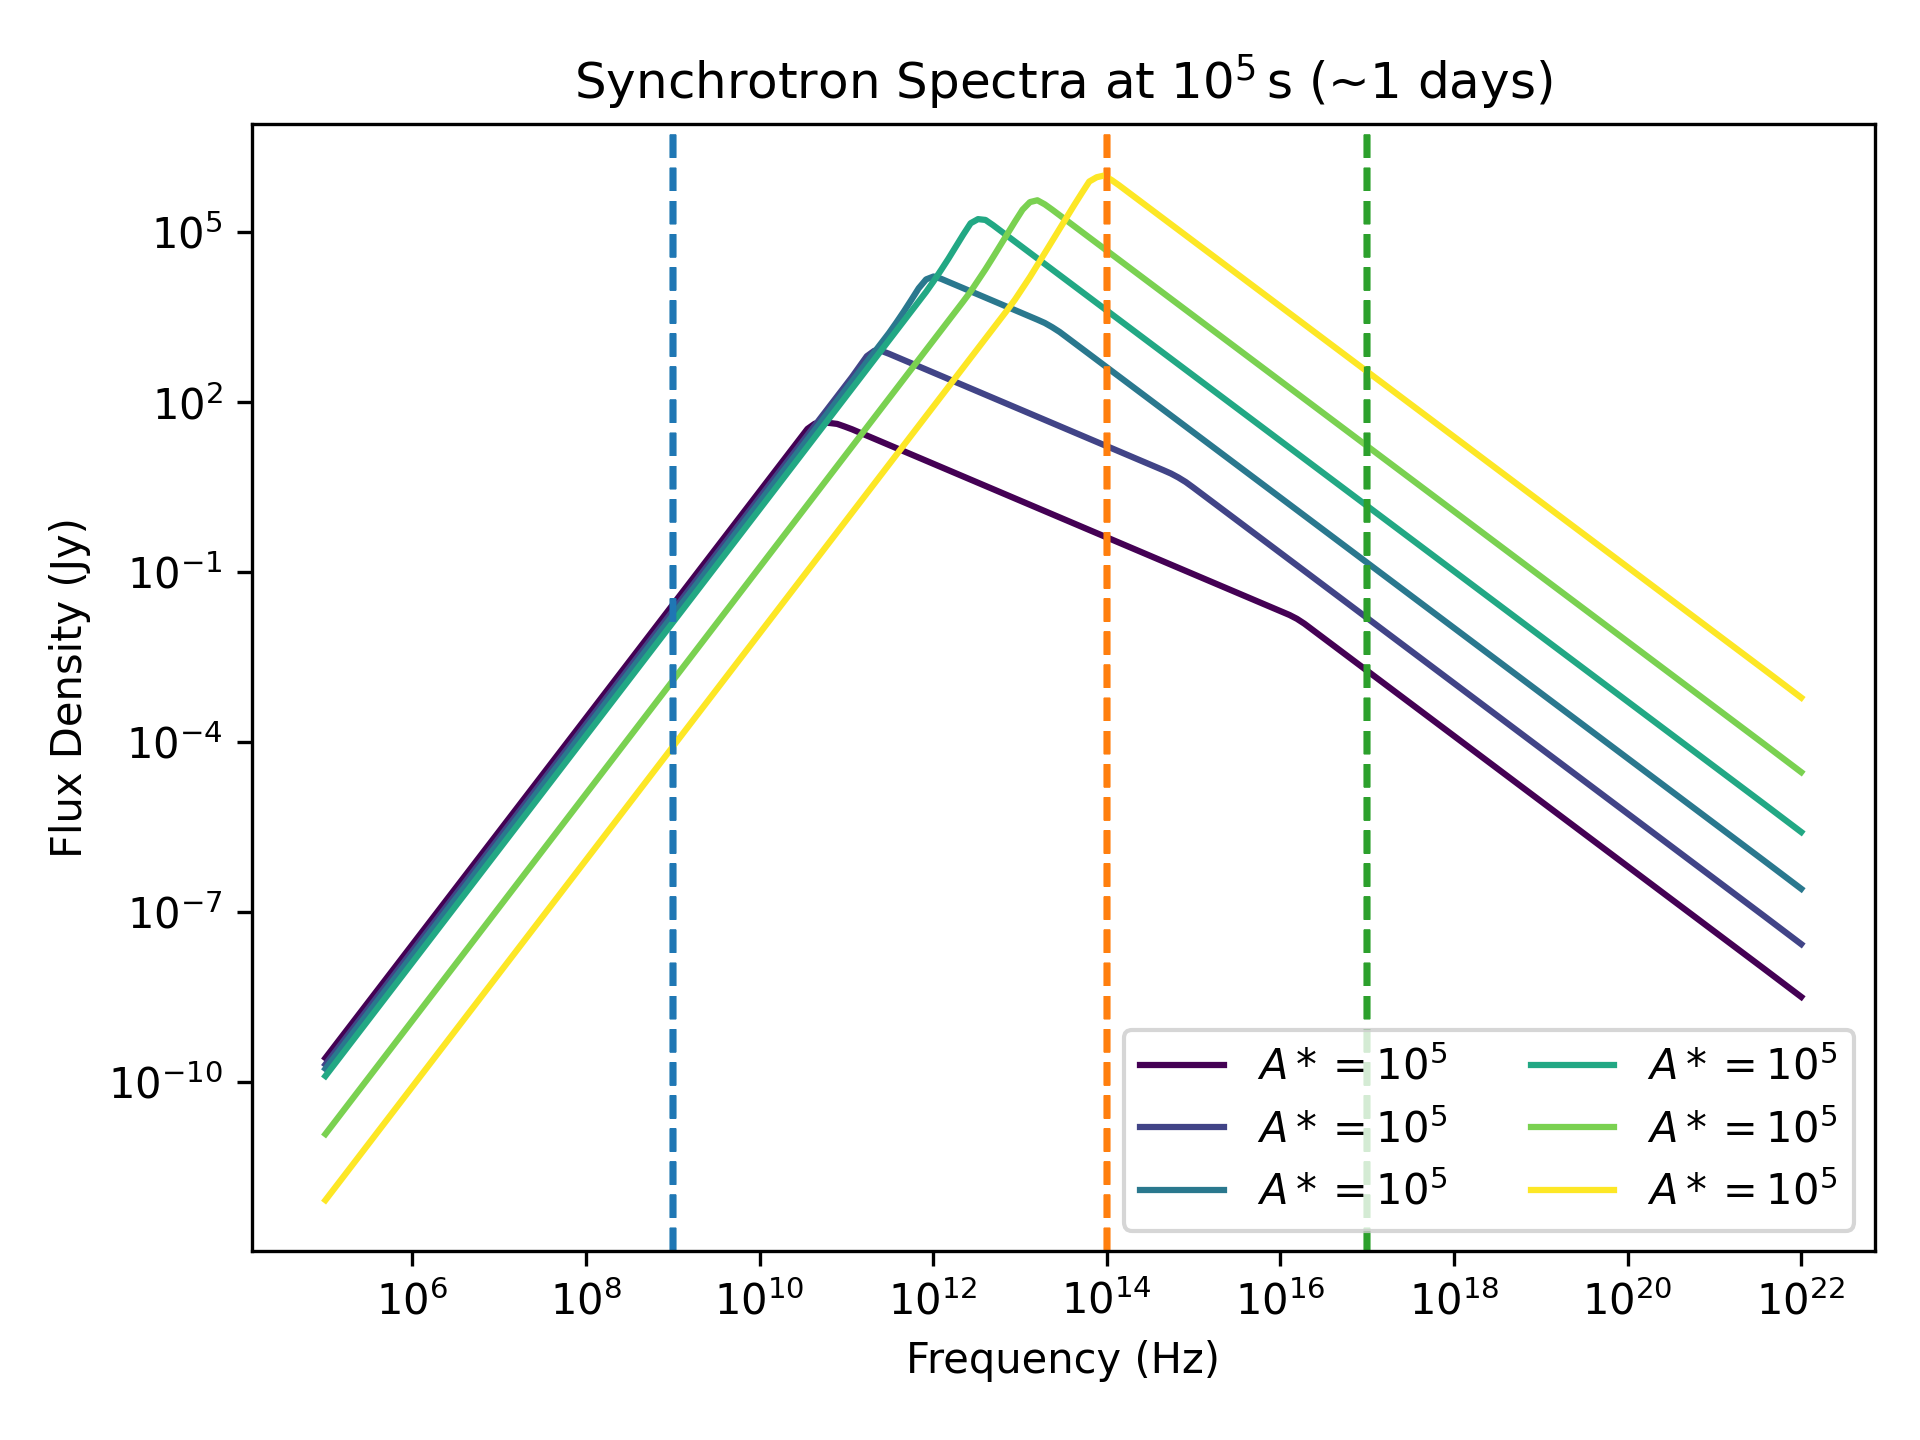 Synchrotron Spectra at 10⁵ s (~1 days)
Flux Density (Jy)
10⁵
10²
10⁻¹
10⁻⁴
10⁻⁷
10⁻¹⁰
A* = 10⁵ A* = 10⁵
A* = 10⁵ A* = 10⁵
A* = 10⁵ A* = 10⁵
10⁶ 10⁸ 10¹⁰ 10¹² 10¹⁴ 10¹⁶ 10¹⁸ 10²⁰ 10²²
Frequency (Hz)